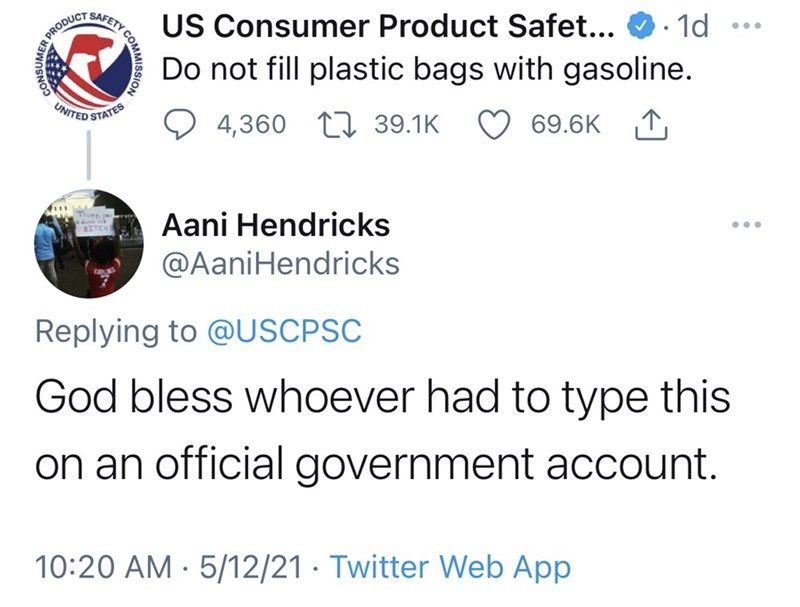 CONSUMER PRODUCT SAFETY COMMISSION
UNITED STATES
US Consumer Product Safet... · 1d
Do not fill plastic bags with gasoline.
4,360 39.1K 69.6K
Aani Hendricks
@AaniHendricks
Replying to @USCPSC
God bless whoever had to type this
on an official government account.
10:20 AM · 5/12/21 · Twitter Web App